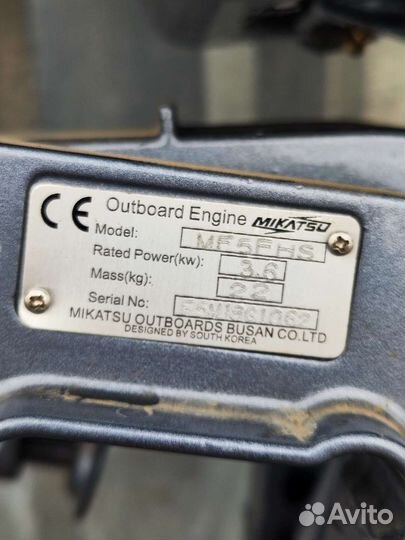 CE Outboard Engine MIKATSU
Model: MF5FHS
Rated Power(kw): 3.6
Mass(kg): 22
Serial No:
MIKATSU OUTBOARDS BUSAN CO.LTD
DESIGNED BY SOUTH KOREA
Avito